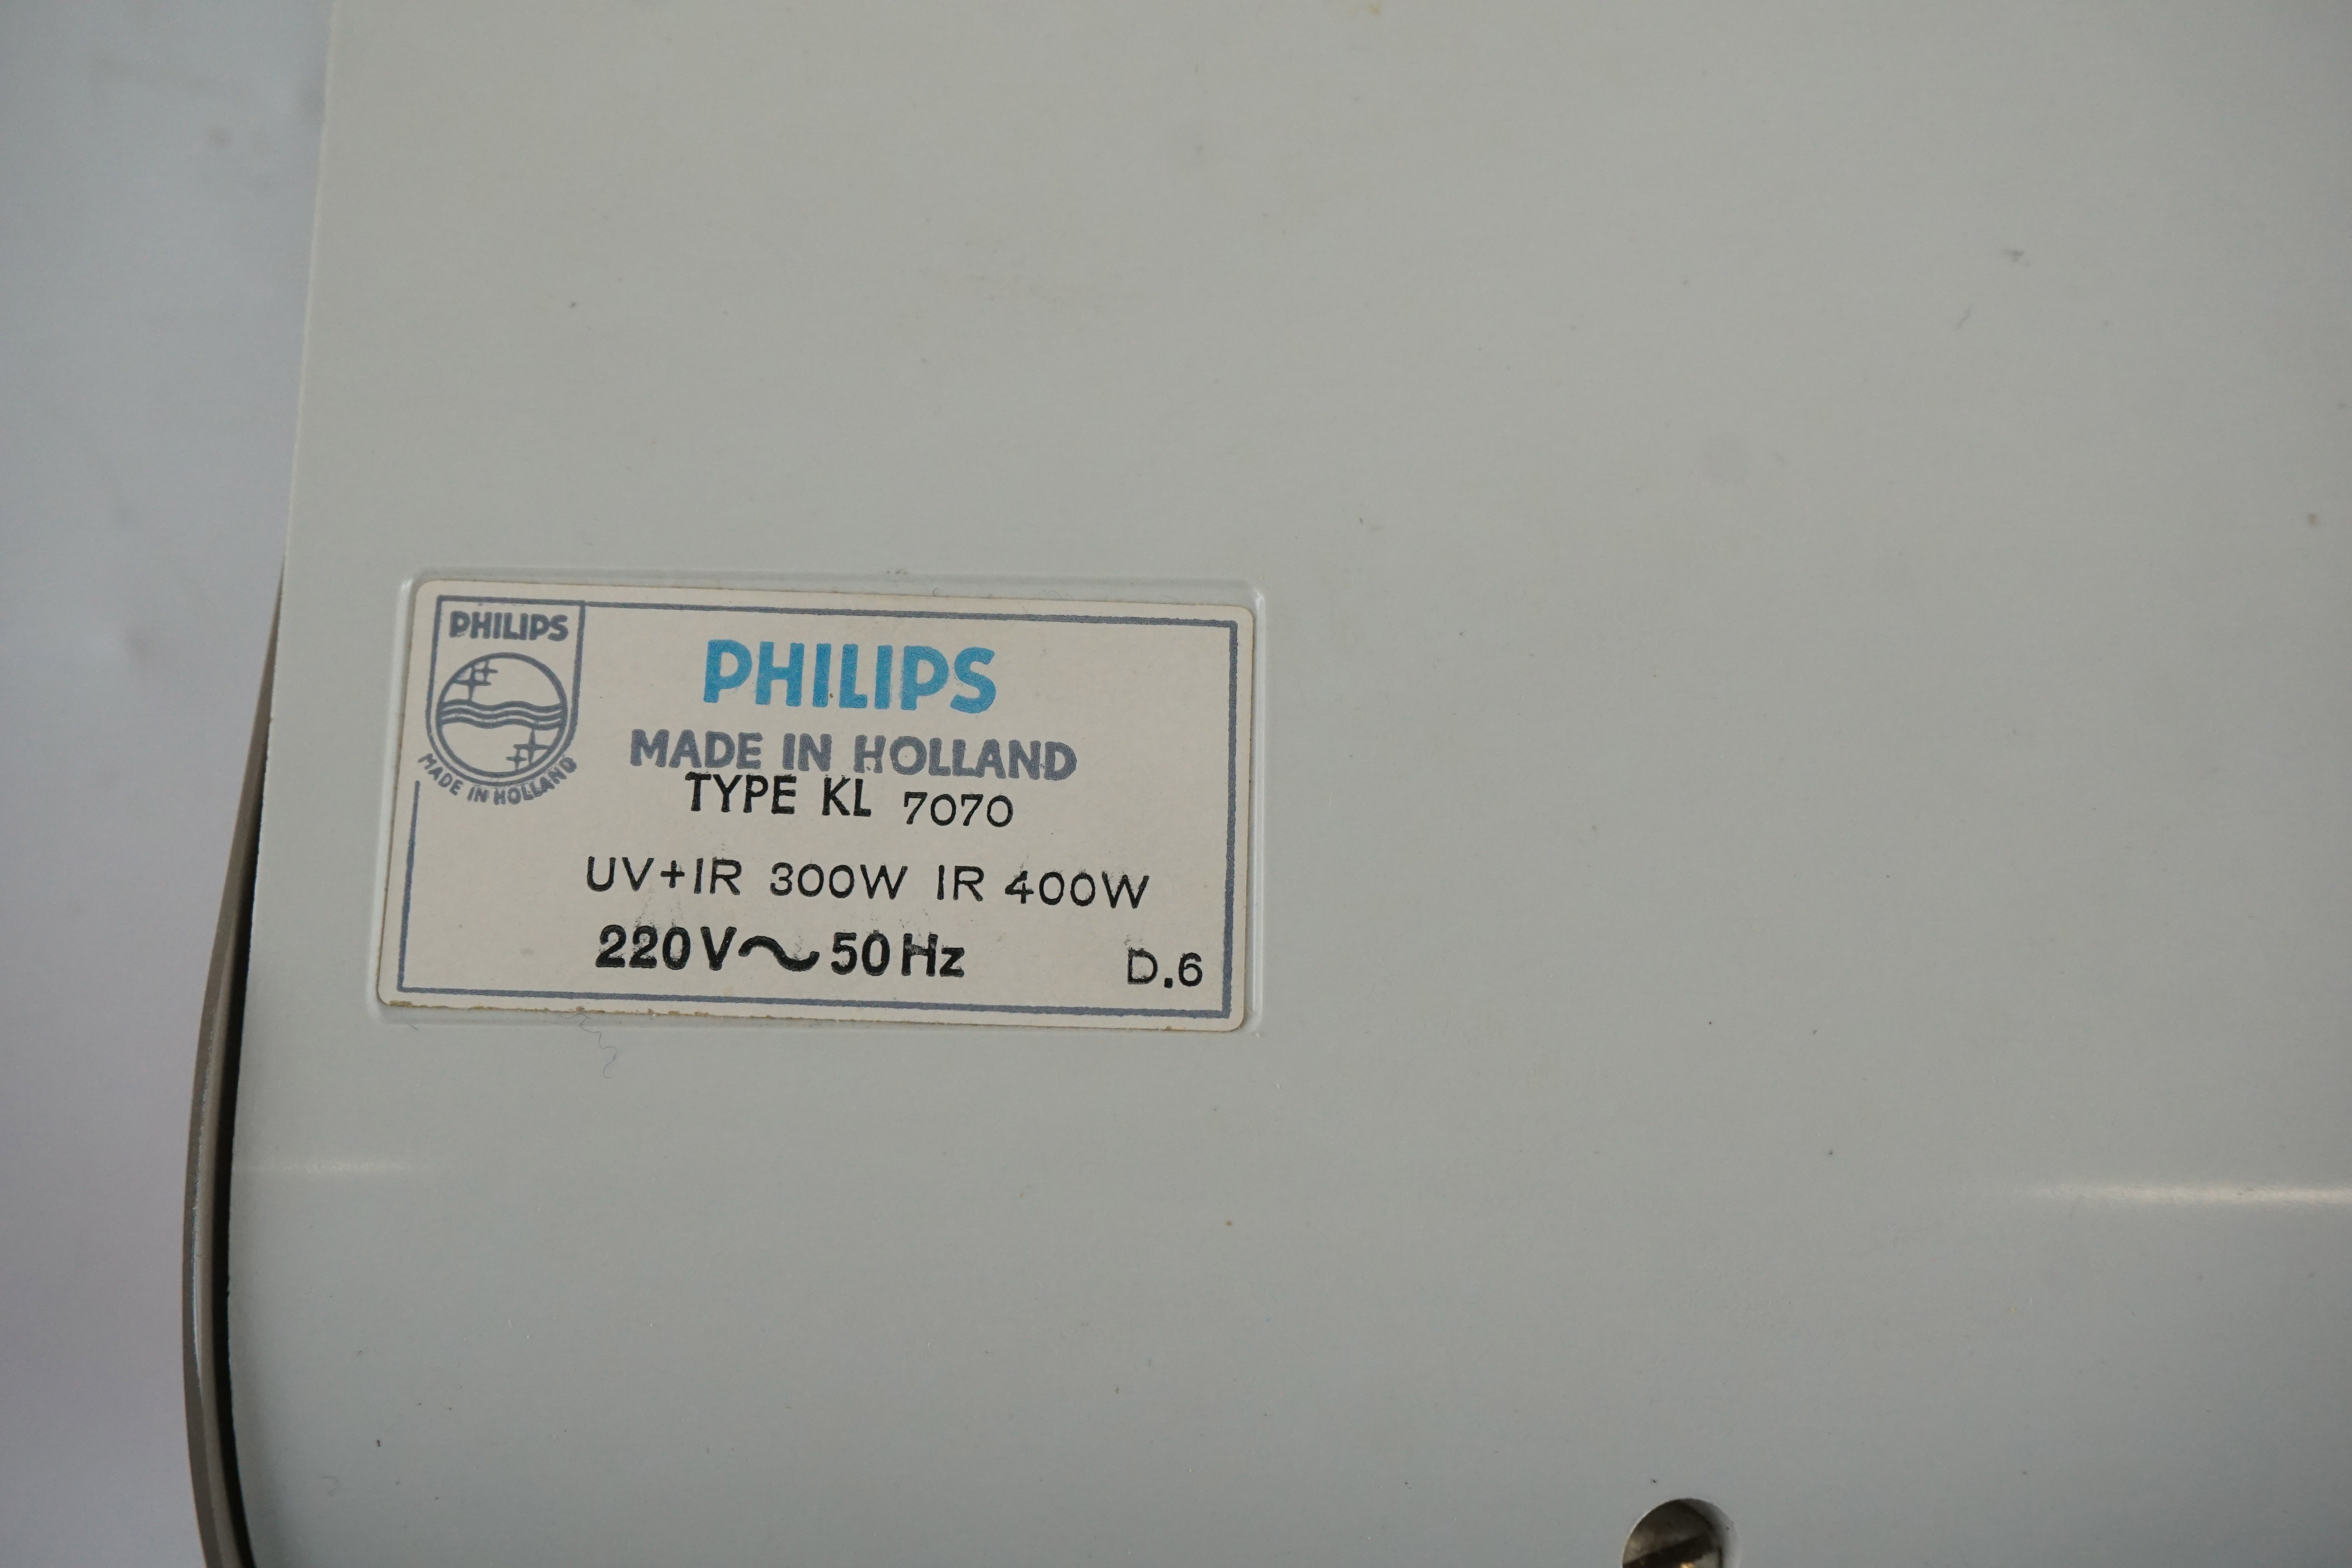 PHILIPS
MADE IN HOLLAND
PHILIPS
MADE IN HOLLAND
TYPE KL 7070
UV+IR 300W IR 400W
220V~50Hz D.6